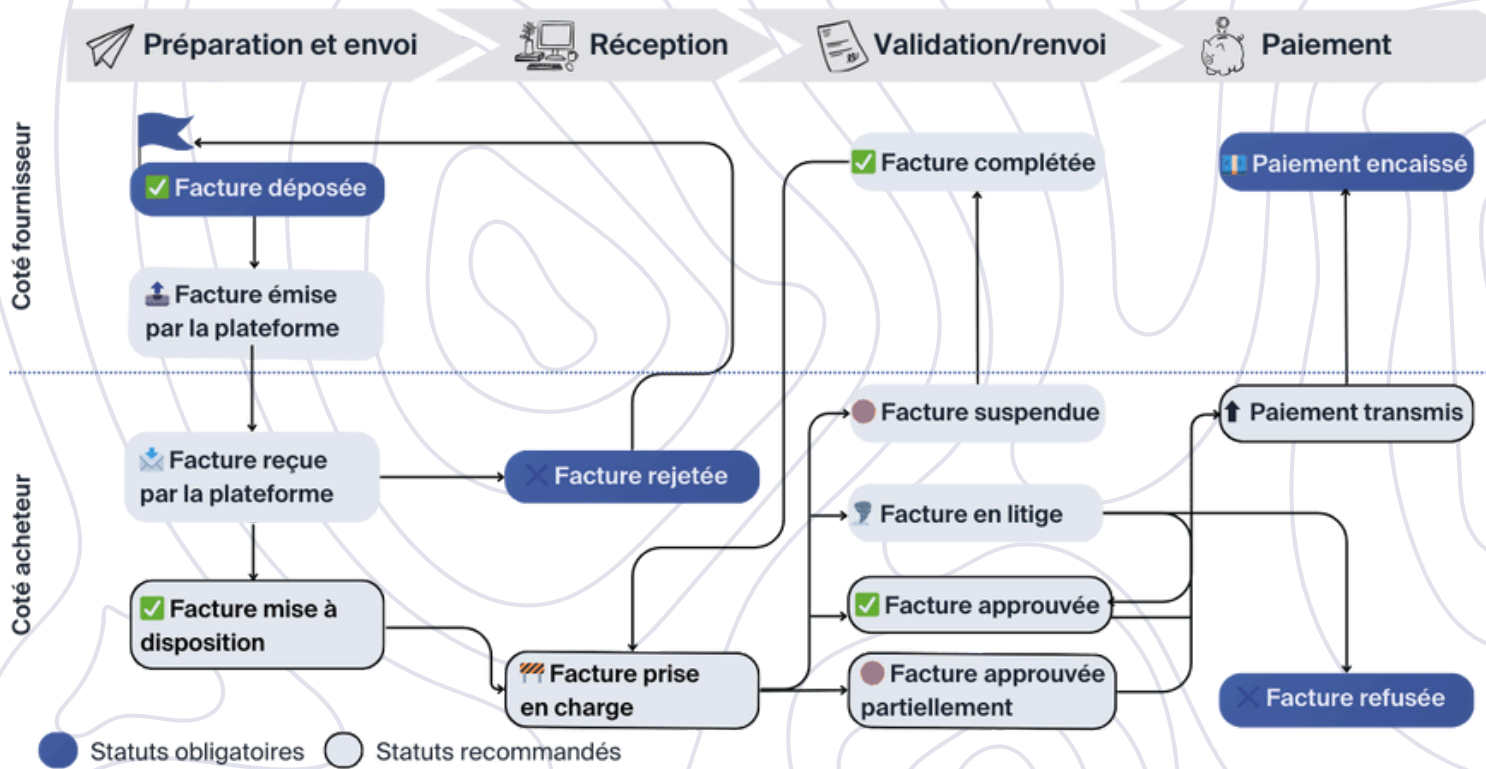 Préparation et envoi
Réception
Validation/renvoi
Paiement
Coté fournisseur
Facture déposée
Facture complétée
Paiement encaissé
Facture émise
par la plateforme
Coté acheteur
Facture reçue
par la plateforme
Facture rejetée
Facture suspendue
Paiement transmis
Facture en litige
Facture mise à
disposition
Facture approuvée
Facture prise
en charge
Facture approuvée
partiellement
Facture refusée
Statuts obligatoires
Statuts recommandés